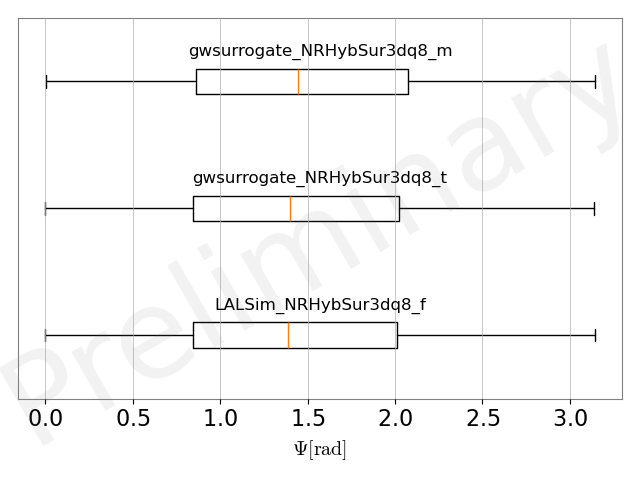 gwsurrogate_NRHybSur3dq8_m
gwsurrogate_NRHybSur3dq8_t
LALSim_NRHybSur3dq8_f
Preliminary
0.0 0.5 1.0 1.5 2.0 2.5 3.0
Ψ[rad]